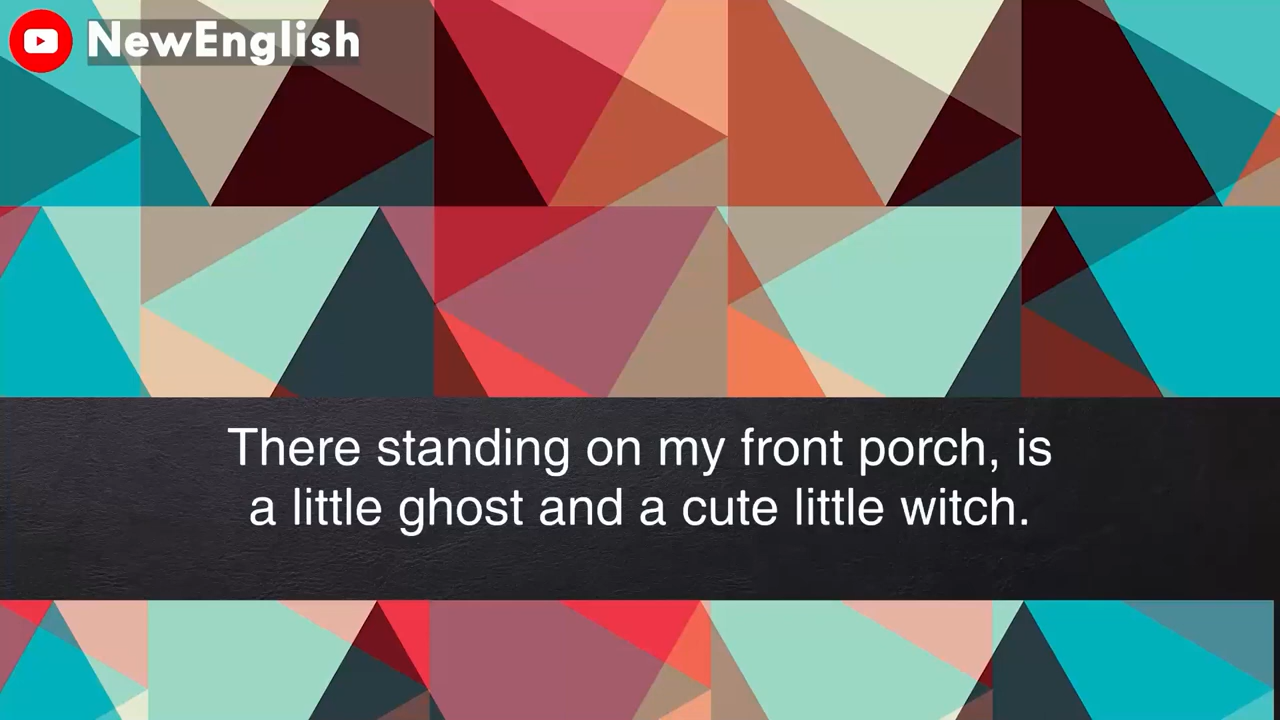 NewEnglish
There standing on my front porch, is
a little ghost and a cute little witch.